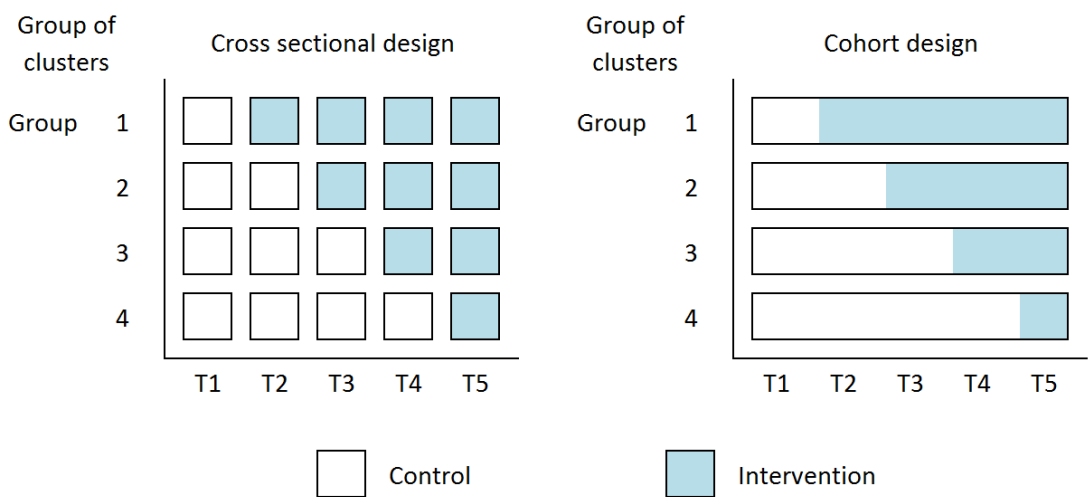 Group of
clusters
Cross sectional design
Group 1
2
3
4
T1 T2 T3 T4 T5
Group of
clusters
Cohort design
Group 1
2
3
4
T1 T2 T3 T4 T5
Control
Intervention